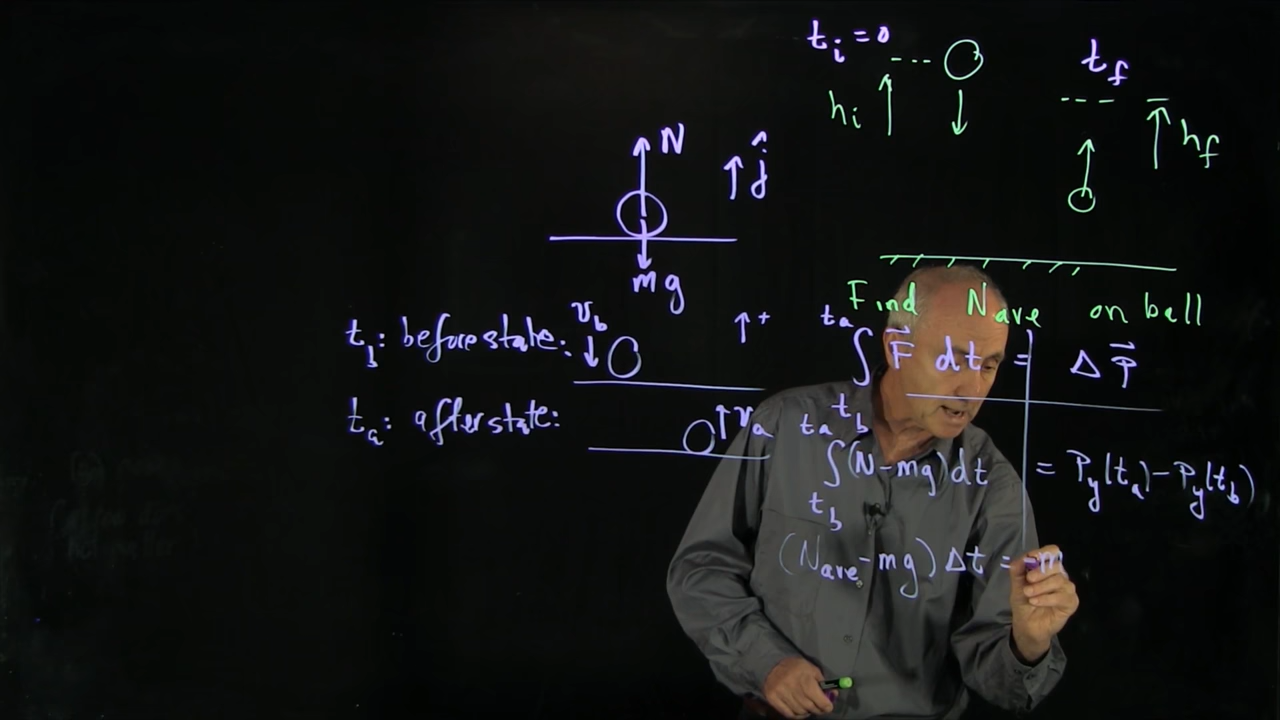 t_i = 0
h_i
t_f
h_f
N
ĵ
mg
Find N_ave on ball
t_b: before state:
v_b
↑ +
t_a
∫ F⃗ dt = Δ P⃗
t_b
t_a: after state:
v_a
t_a
∫(N-mg)dt = P_y(t_a) - P_y(t_b)
t_b
(N_ave - mg) Δt = -m